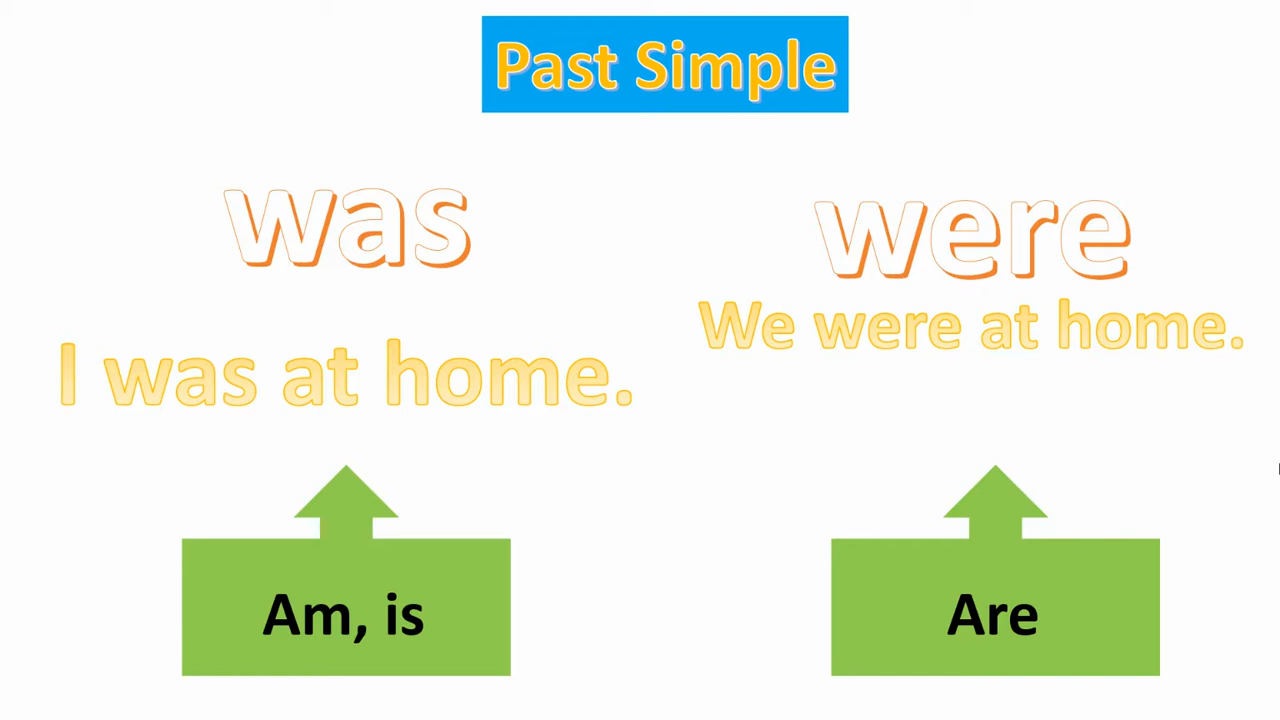 Past Simple
was
I was at home.
Am, is
were
We were at home.
Are